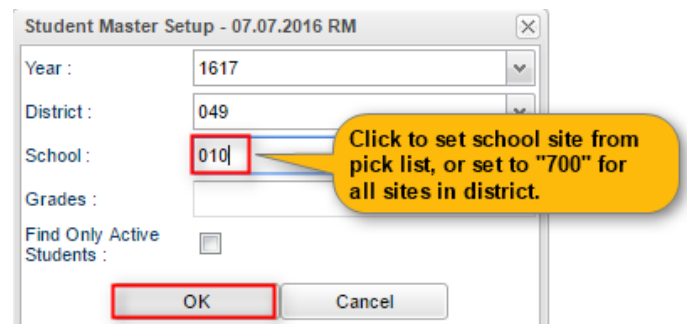 Student Master Setup - 07.07.2016 RM
Year : 1617
District : 049
School : 010
Click to set school site from
pick list, or set to "700" for
all sites in district.
Grades :
Find Only Active
Students :
OK Cancel